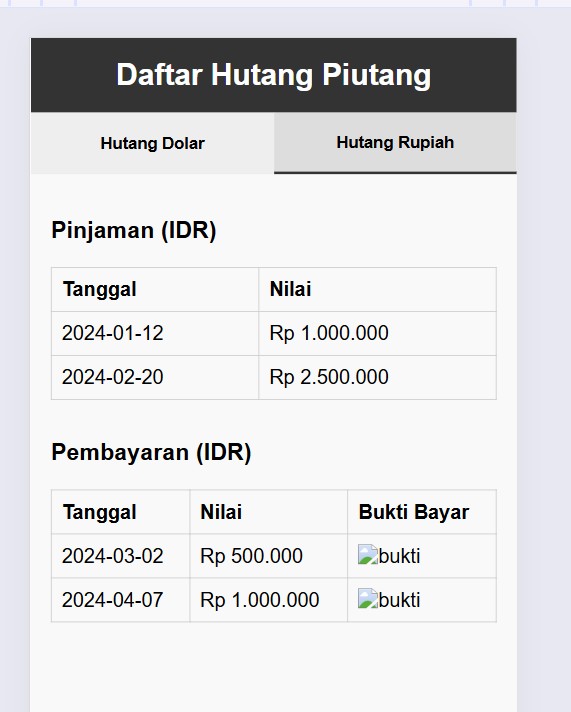 Daftar Hutang Piutang
Hutang Dolar Hutang Rupiah
Pinjaman (IDR)
Tanggal Nilai
2024-01-12 Rp 1.000.000
2024-02-20 Rp 2.500.000
Pembayaran (IDR)
Tanggal Nilai Bukti Bayar
2024-03-02 Rp 500.000 bukti
2024-04-07 Rp 1.000.000 bukti